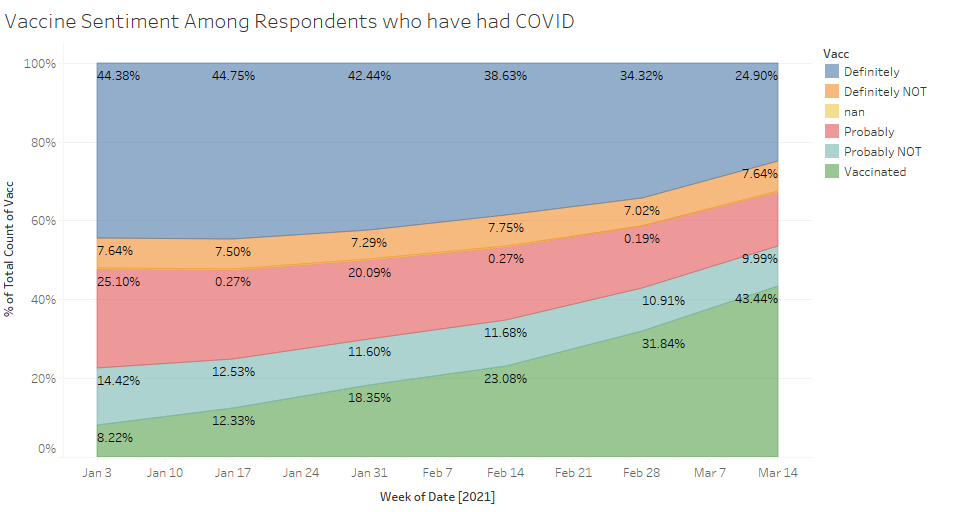 Vaccine Sentiment Among Respondents who have had COVID
Vacc
Definitely
Definitely NOT
nan
Probably
Probably NOT
Vaccinated
% of Total Count of Vacc
100%
80%
60%
40%
20%
0%
44.38% 44.75% 42.44% 38.63% 34.32% 24.90%
7.64% 7.50% 7.29% 7.75% 7.02% 7.64%
25.10% 0.27% 20.09% 0.27% 0.19%
14.42% 12.53% 11.60% 11.68% 10.91% 9.99%
8.22% 12.33% 18.35% 23.08% 31.84% 43.44%
Jan 3 Jan 10 Jan 17 Jan 24 Jan 31 Feb 7 Feb 14 Feb 21 Feb 28 Mar 7 Mar 14
Week of Date [2021]